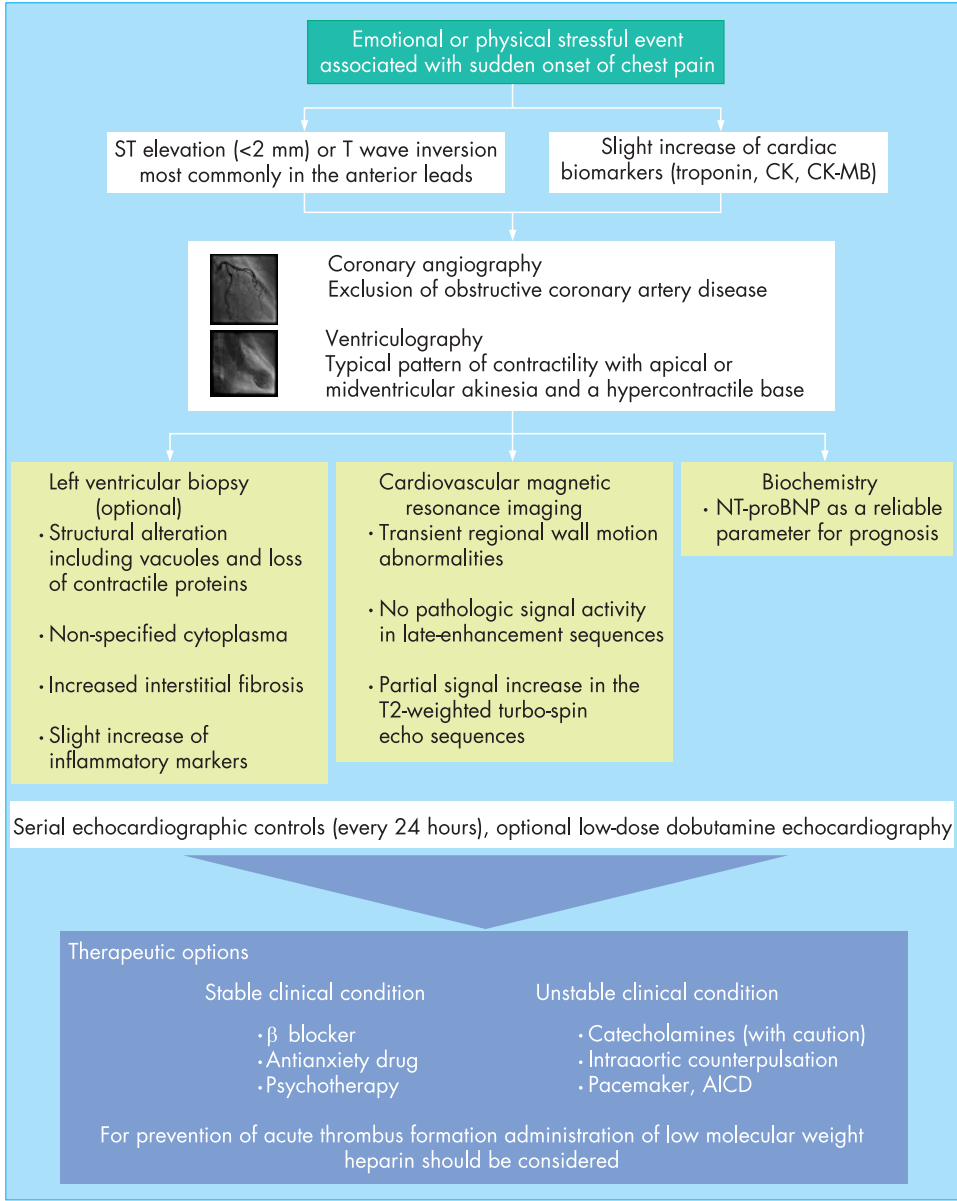 Emotional or physical stressful event
associated with sudden onset of chest pain
ST elevation (<2 mm) or T wave inversion
most commonly in the anterior leads
Slight increase of cardiac
biomarkers (troponin, CK, CK-MB)
Coronary angiography
Exclusion of obstructive coronary artery disease
Ventriculography
Typical pattern of contractility with apical or
midventricular akinesia and a hypercontractile base
Left ventricular biopsy
(optional)
• Structural alteration
including vacuoles and loss
of contractile proteins
• Non-specified cytoplasma
• Increased interstitial fibrosis
• Slight increase of
inflammatory markers
Cardiovascular magnetic
resonance imaging
• Transient regional wall motion
abnormalities
• No pathologic signal activity
in late-enhancement sequences
• Partial signal increase in the
T2-weighted turbo-spin
echo sequences
Biochemistry
• NT-proBNP as a reliable
parameter for prognosis
Serial echocardiographic controls (every 24 hours), optional low-dose dobutamine echocardiography
Therapeutic options
Stable clinical condition
• β blocker
• Antianxiety drug
• Psychotherapy
Unstable clinical condition
• Catecholamines (with caution)
• Intraaortic counterpulsation
• Pacemaker, AICD
For prevention of acute thrombus formation administration of low molecular weight
heparin should be considered